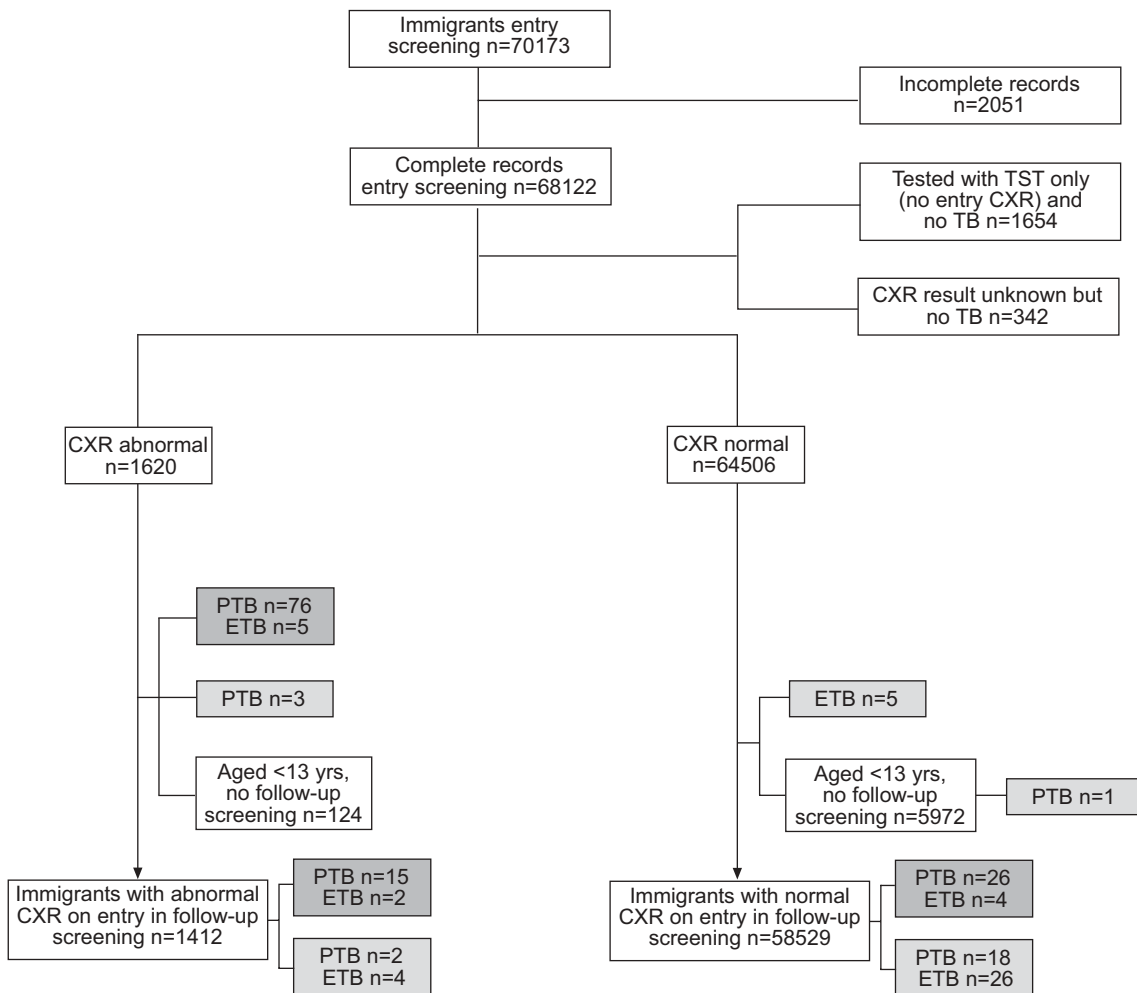 Immigrants entry
screening n=70173
Incomplete records
n=2051
Complete records
entry screening n=68122
Tested with TST only
(no entry CXR) and
no TB n=1654
CXR result unknown but
no TB n=342
CXR abnormal
n=1620
CXR normal
n=64506
PTB n=76
ETB n=5
PTB n=3
Aged <13 yrs,
no follow-up
screening n=124
ETB n=5
Aged <13 yrs,
no follow-up
screening n=5972
PTB n=1
Immigrants with abnormal
CXR on entry in follow-up
screening n=1412
PTB n=15
ETB n=2
PTB n=2
ETB n=4
Immigrants with normal
CXR on entry in follow-up
screening n=58529
PTB n=26
ETB n=4
PTB n=18
ETB n=26